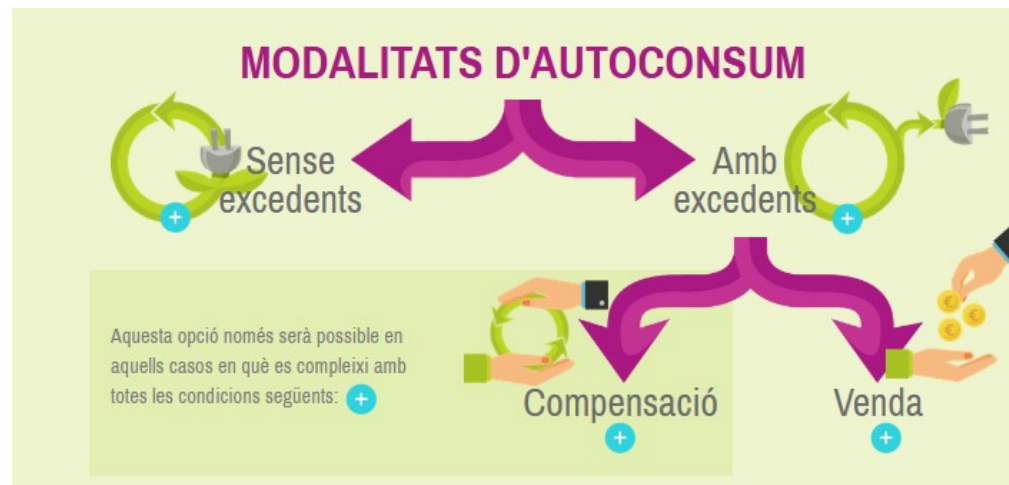 MODALITATS D'AUTOCONSUM
Sense
excedents
Amb
excedents
Aquesta opció només serà possible en
aquells casos en què es compleixi amb
totes les condicions següents:
Compensació
Venda